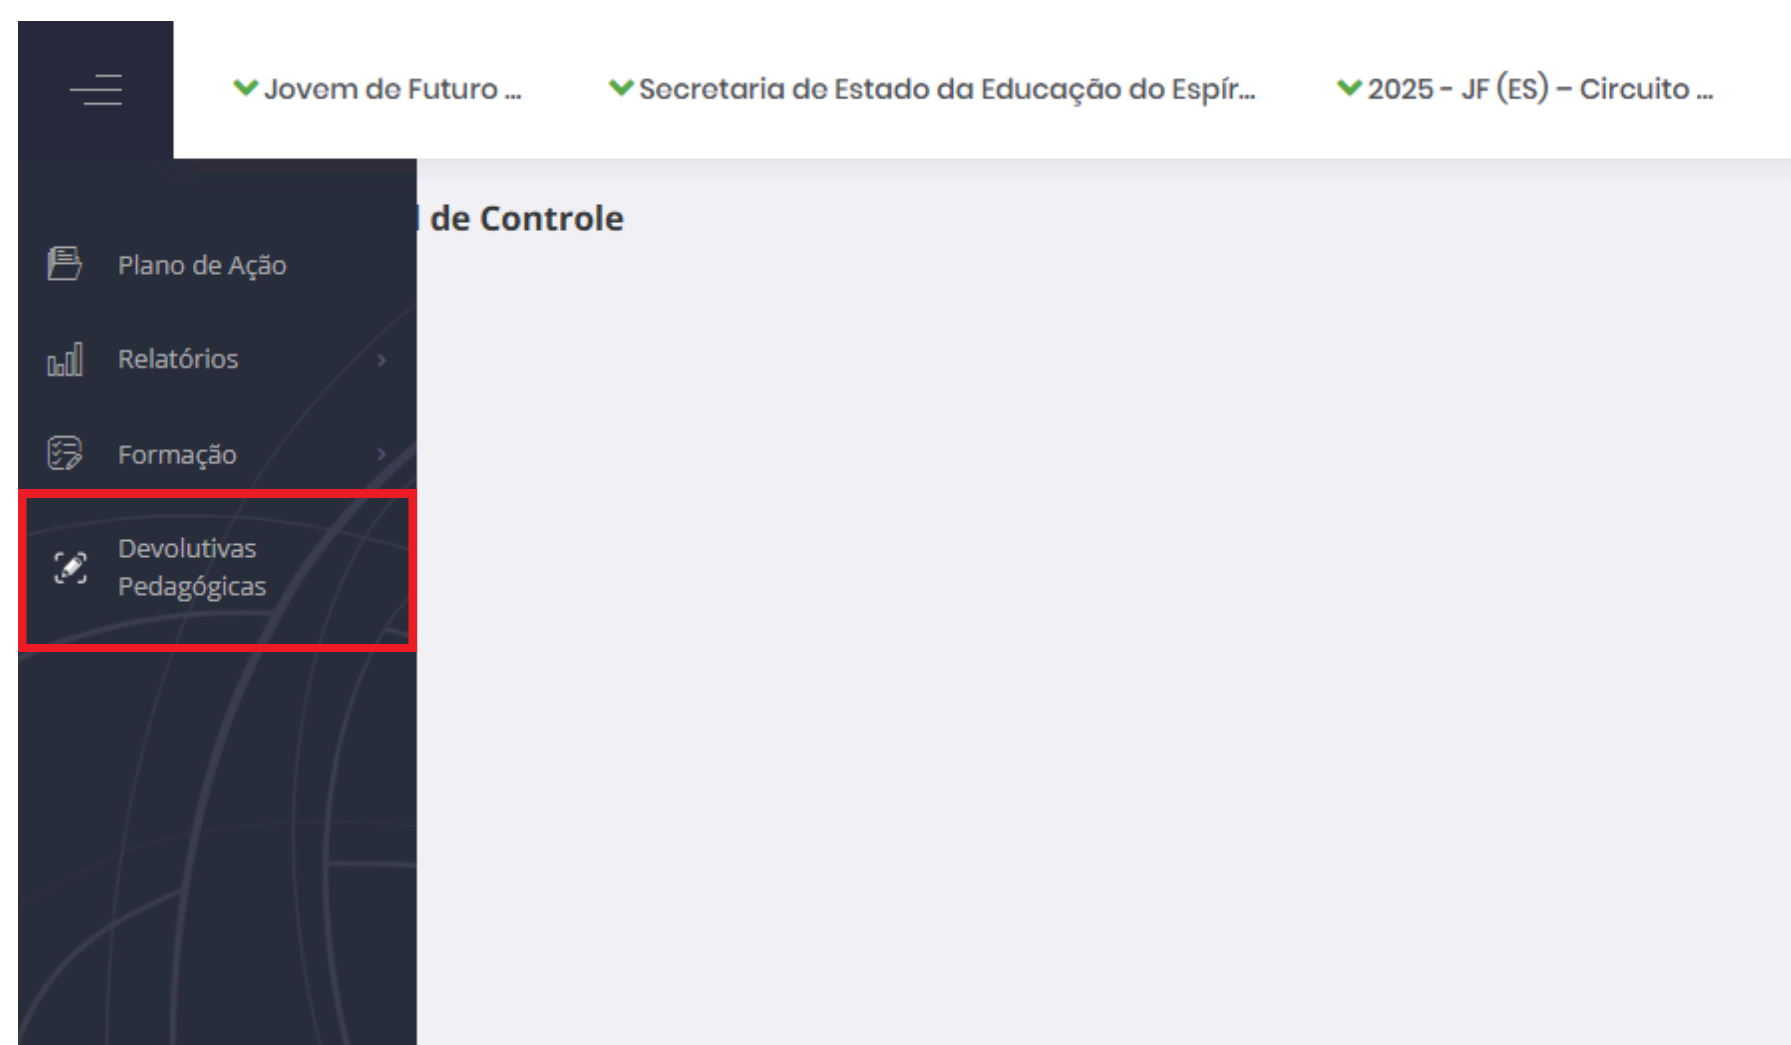 Jovem de Futuro ...
Secretaria de Estado da Educação do Espír...
2025 - JF (ES) – Circuito ...
de Controle
Plano de Ação
Relatórios
Formação
Devolutivas
Pedagógicas